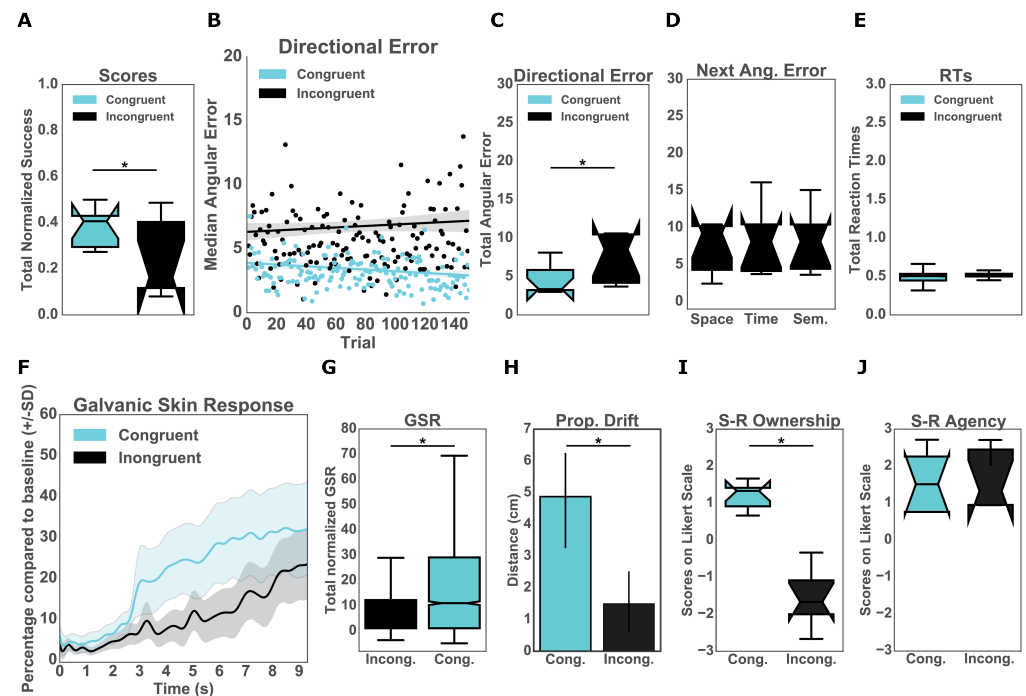 A
B
C
D
E
Scores
Total Normalized Success
1.0
0.8
0.6
0.4
0.2
0.0
Congruent
Incongruent
*
Directional Error
Median Angular Error
20
15
10
5
0
Congruent
Incongruent
0 20 40 60 80 100 120 140
Trial
Directional Error
Total Angular Error
30
25
20
15
10
5
0
Congruent
Incongruent
*
Next Ang. Error
30
25
20
15
10
5
0
Space Time Sem.
RTs
Total Reaction Times
3.0
2.5
2.0
1.5
1.0
0.5
0.0
Congruent
Incongruent
F
G
H
I
J
Galvanic Skin Response
Percentage compared to baseline (+/-SD)
60
50
40
30
20
10
0
Congruent
Inongruent
0 1 2 3 4 5 6 7 8 9
Time (s)
GSR
Total normalized GSR
80
70
60
50
40
30
20
10
0
*
Incong. Cong.
Prop. Drift
Distance (cm)
7
6
5
4
3
2
1
0
*
Cong. Incong.
S-R Ownership
Scores on Likert Scale
3
2
1
0
−1
−2
−3
*
Cong. Incong.
S-R Agency
Scores on Likert Scale
3
2
1
0
−1
−2
−3
Cong. Incong.